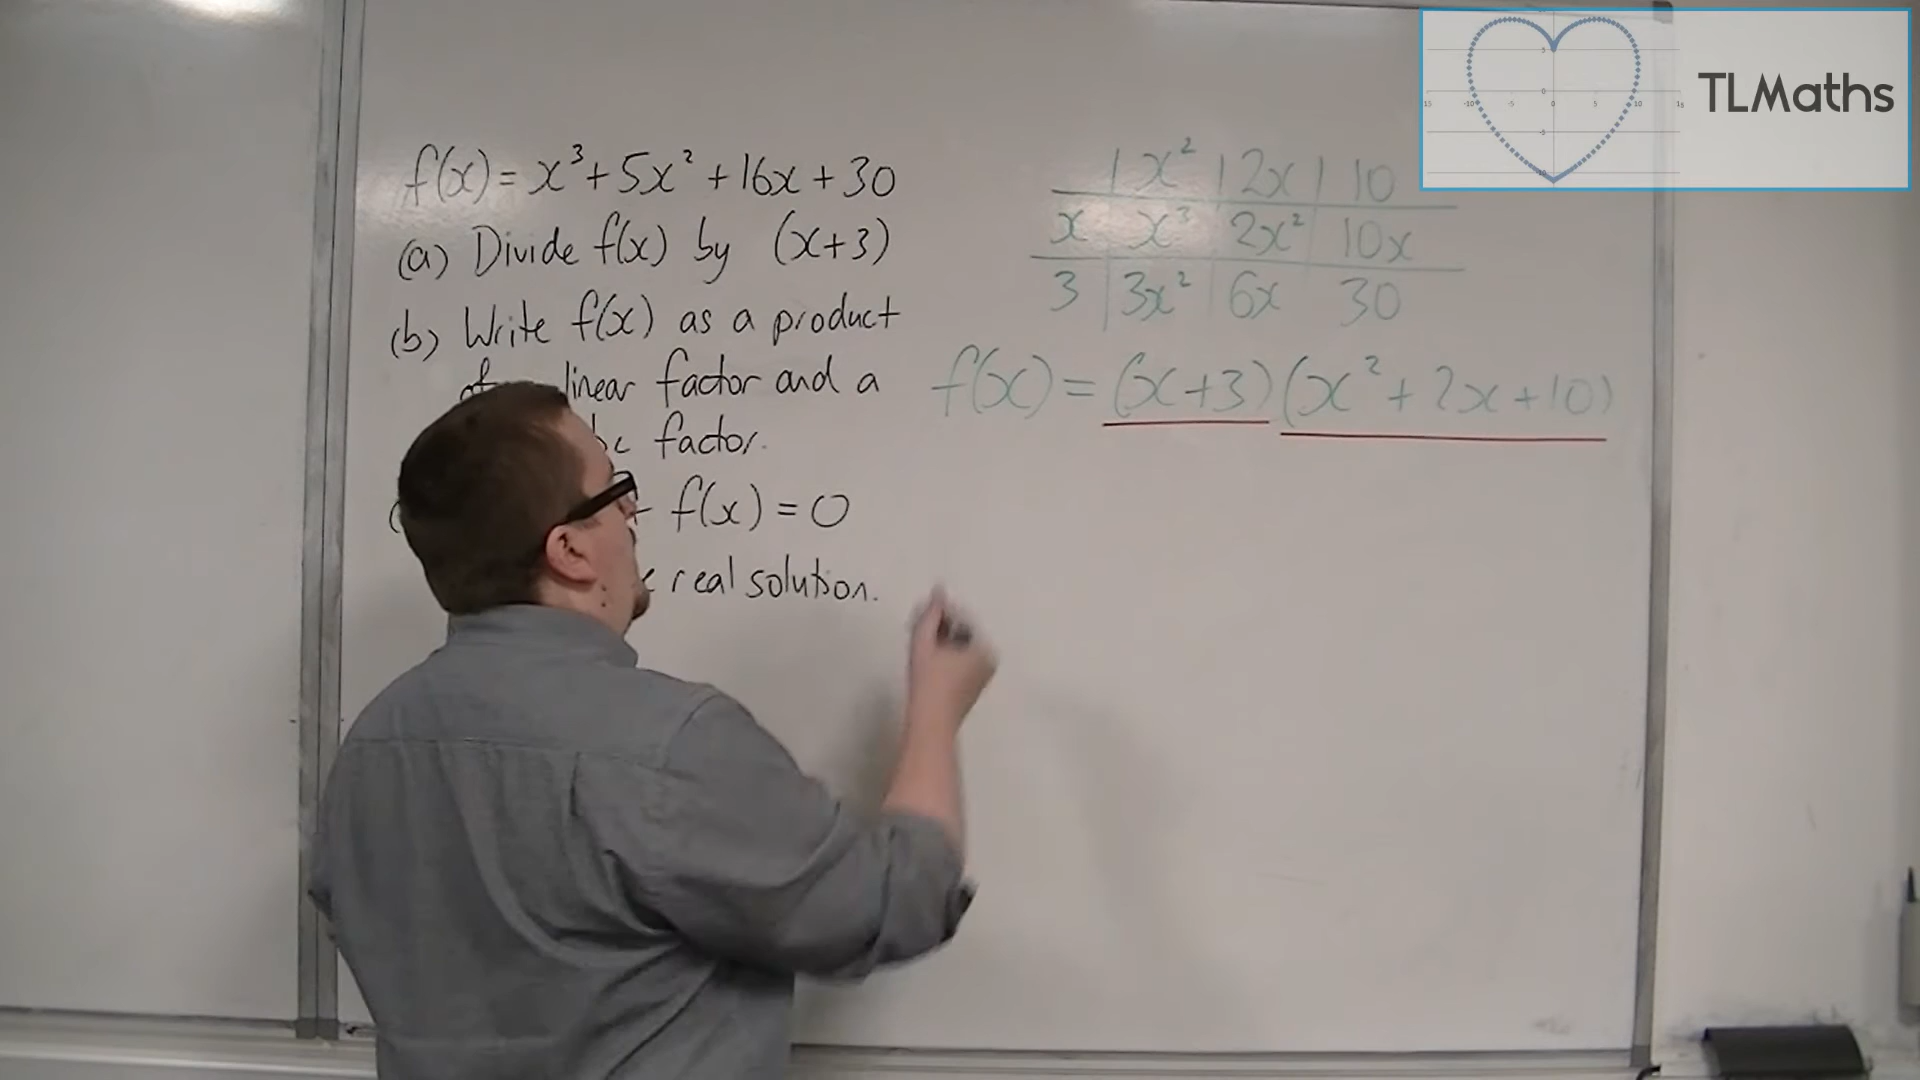 f(x) = x³ + 5x² + 16x + 30
(a) Divide f(x) by (x+3)
(b) Write f(x) as a product
linear factor and a
factor.
f(x) = 0
real solution.
x² 2x 10
x x³ 2x² 10x
3 3x² 6x 30
f(x) = (x+3)(x² + 2x + 10)
TLMaths